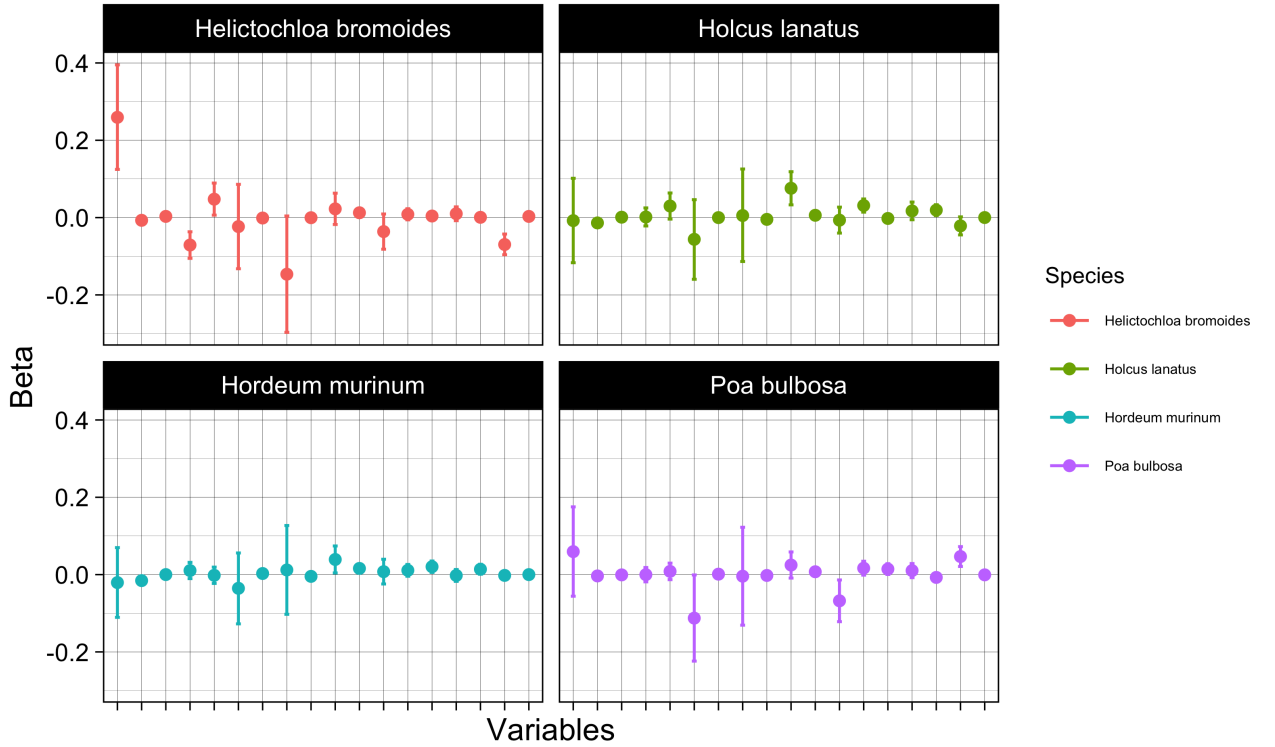 Helictochloa bromoides
Holcus lanatus
0.4
0.2
0.0
-0.2
Hordeum murinum
Poa bulbosa
0.4
0.2
0.0
-0.2
Beta
Variables
Species
Helictochloa bromoides
Holcus lanatus
Hordeum murinum
Poa bulbosa